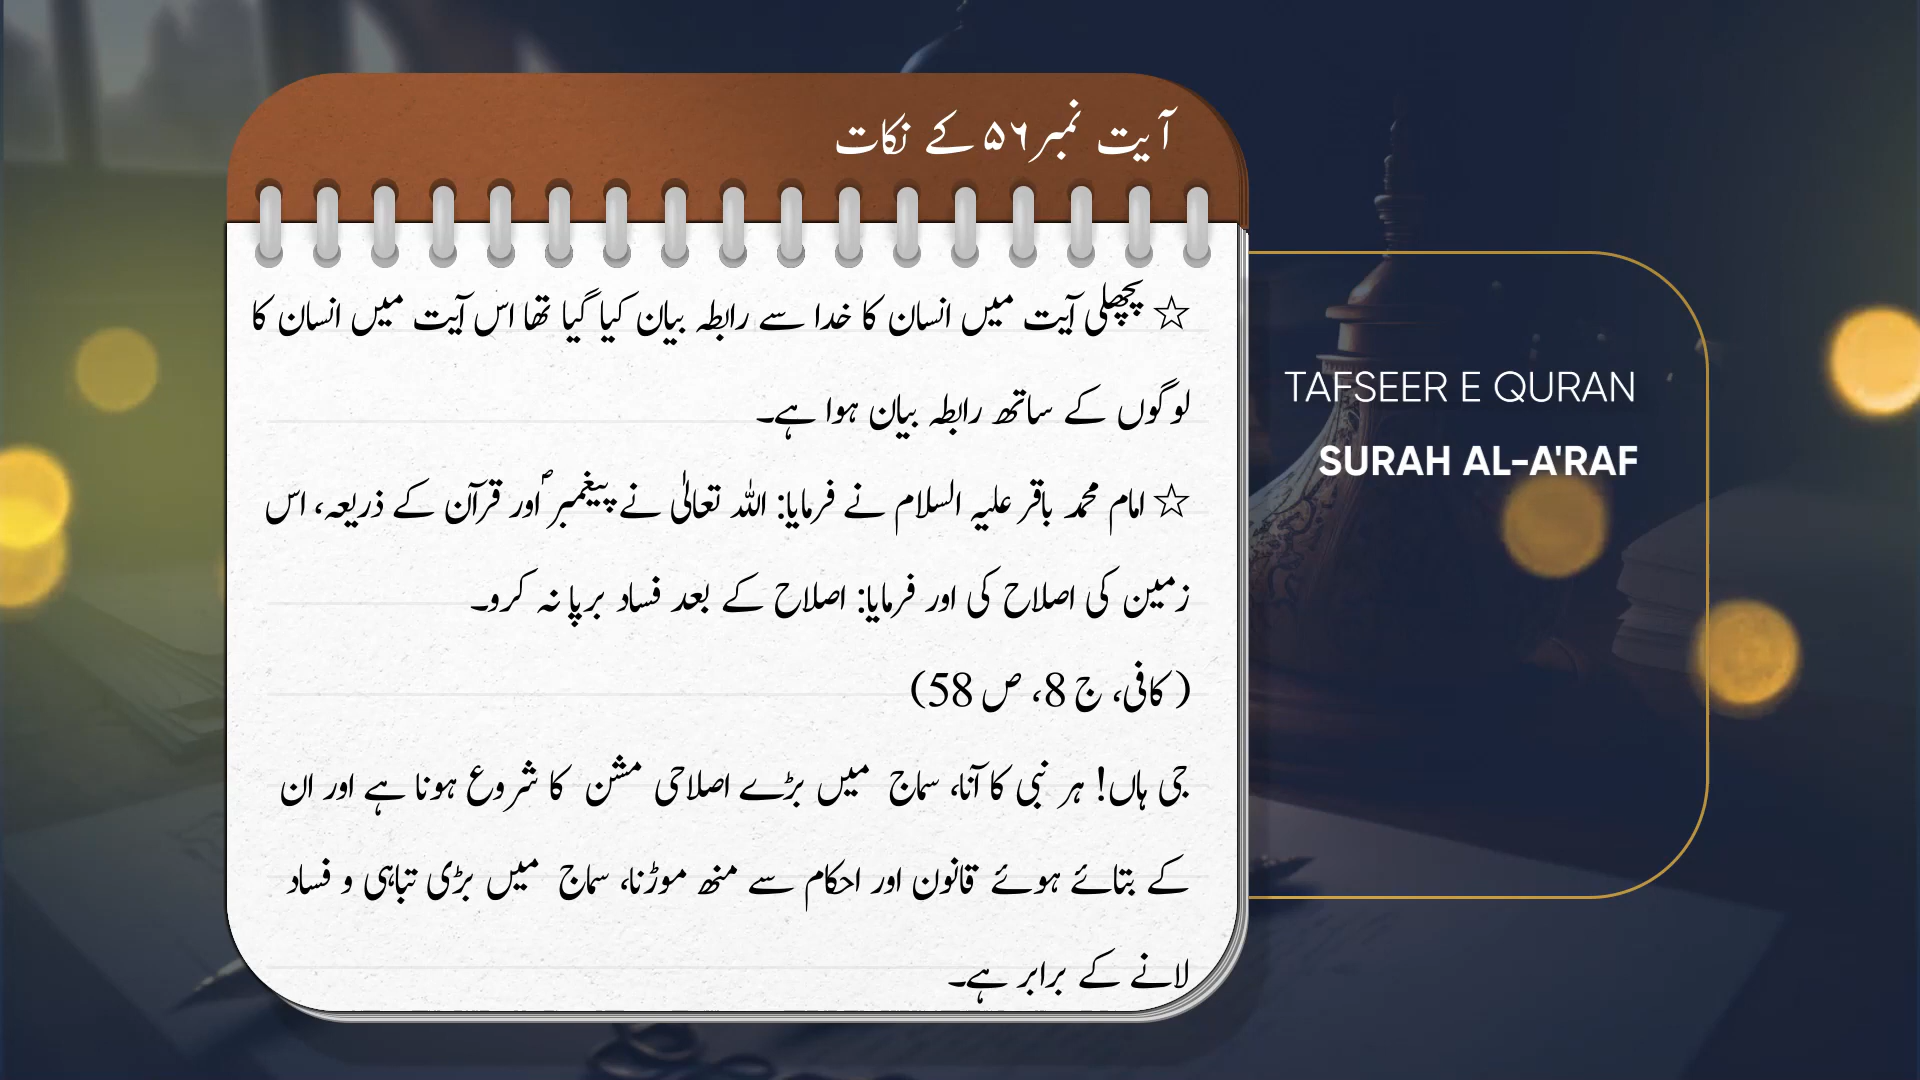 آیت نمبر۵۶ کے نکات
☆ پچھلی آیت میں انسان کا خدا سے رابطہ بیان کیا گیا تھا اس آیت میں انسان کا
لوگوں کے ساتھ رابطہ بیان ہوا ہے۔
☆ امام محمد باقر علیہ السلام نے فرمایا: اللہ تعالیٰ نے پیغمبرؐ اور قرآن کے ذریعہ، اس
زمین کی اصلاح کی اور فرمایا: اصلاح کے بعد فساد برپا نہ کرو۔
(کافی، ج 8، ص 58)
جی ہاں! ہر نبی کا آنا، سماج میں بڑے اصلاحی مشن کا شروع ہونا ہے اور ان
کے بتائے ہوئے قانون اور احکام سے منھ موڑنا، سماج میں بڑی تباہی و فساد
لانے کے برابر ہے۔
TAFSEER E QURAN
SURAH AL-A'RAF